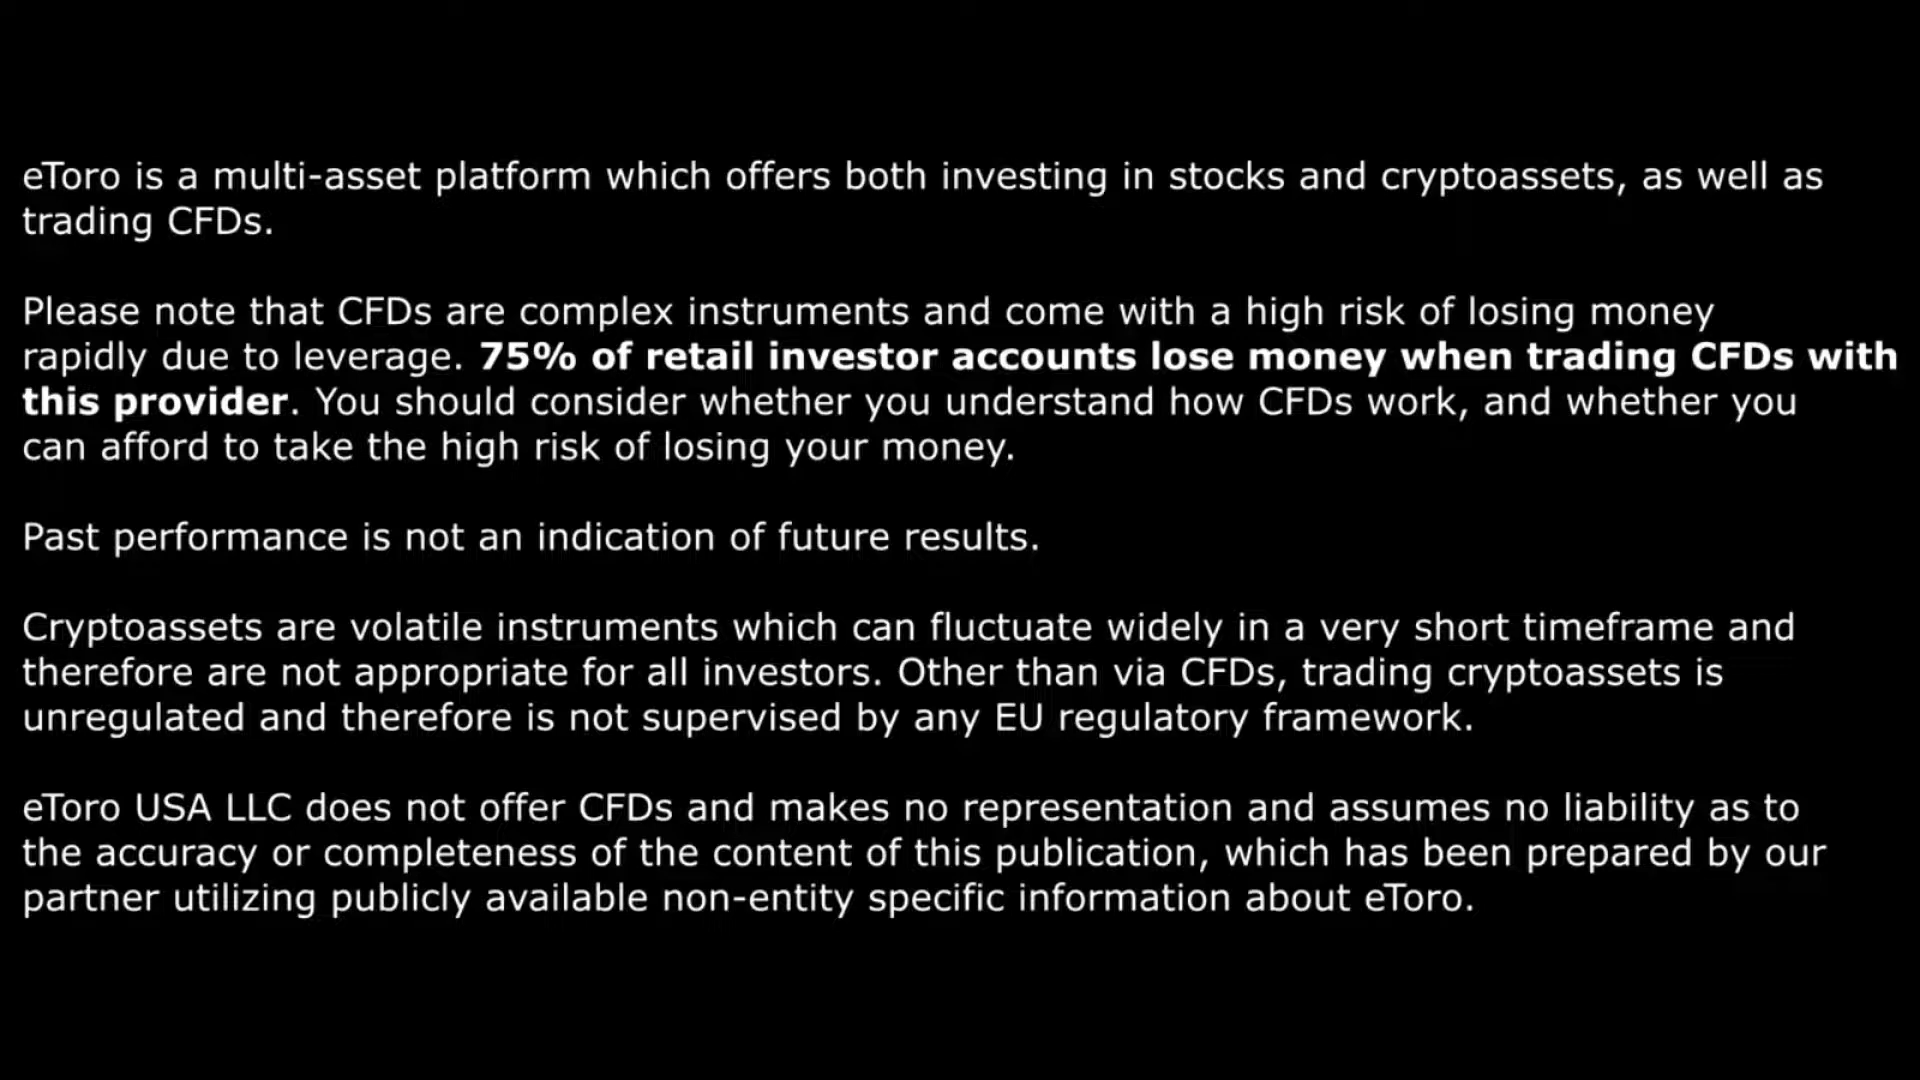 eToro is a multi-asset platform which offers both investing in stocks and cryptoassets, as well as
trading CFDs.
Please note that CFDs are complex instruments and come with a high risk of losing money
rapidly due to leverage. 75% of retail investor accounts lose money when trading CFDs with
this provider. You should consider whether you understand how CFDs work, and whether you
can afford to take the high risk of losing your money.
Past performance is not an indication of future results.
Cryptoassets are volatile instruments which can fluctuate widely in a very short timeframe and
therefore are not appropriate for all investors. Other than via CFDs, trading cryptoassets is
unregulated and therefore is not supervised by any EU regulatory framework.
eToro USA LLC does not offer CFDs and makes no representation and assumes no liability as to
the accuracy or completeness of the content of this publication, which has been prepared by our
partner utilizing publicly available non-entity specific information about eToro.